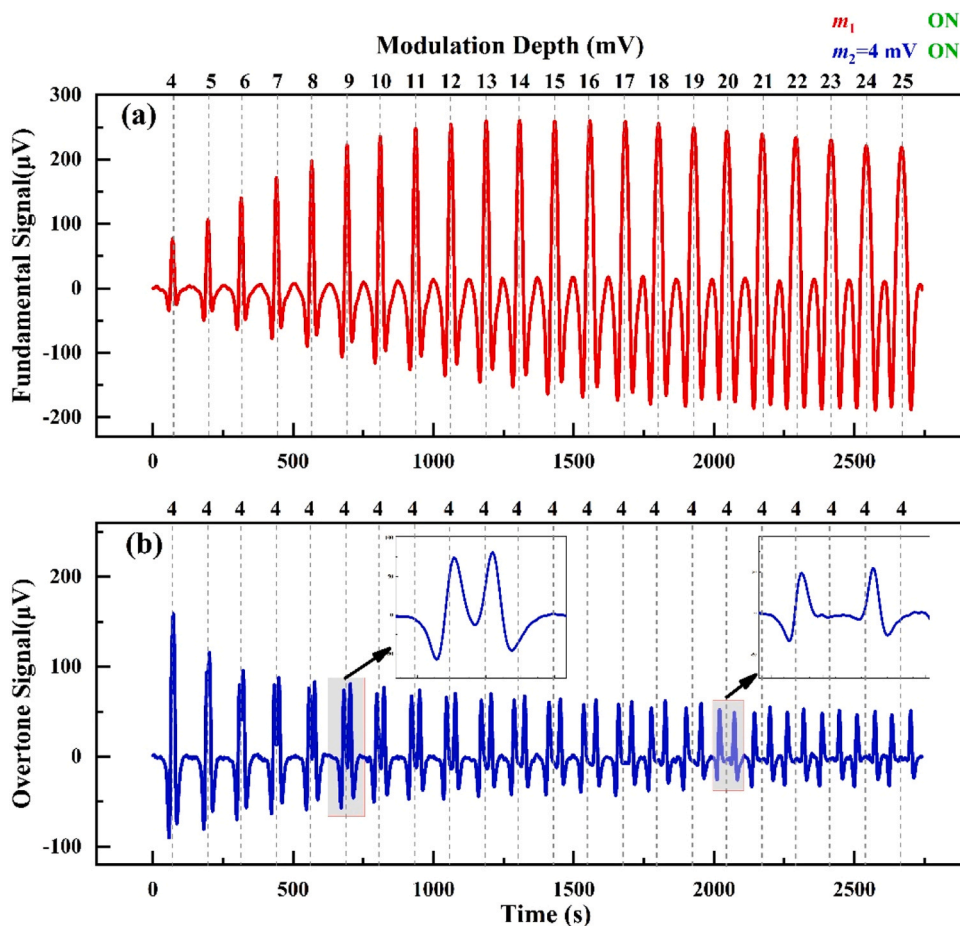 m1 ON
m2=4 mV ON
Modulation Depth (mV)
4 5 6 7 8 9 10 11 12 13 14 15 16 17 18 19 20 21 22 23 24 25
300
(a)
200
100
0
-100
-200
Fundamental Signal(μV)
0 500 1000 1500 2000 2500
4 4 4 4 4 4 4 4 4 4 4 4 4 4 4 4 4 4 4 4 4 4
(b)
200
100
0
-100
Overtone Signal(μV)
0 500 1000 1500 2000 2500
Time (s)